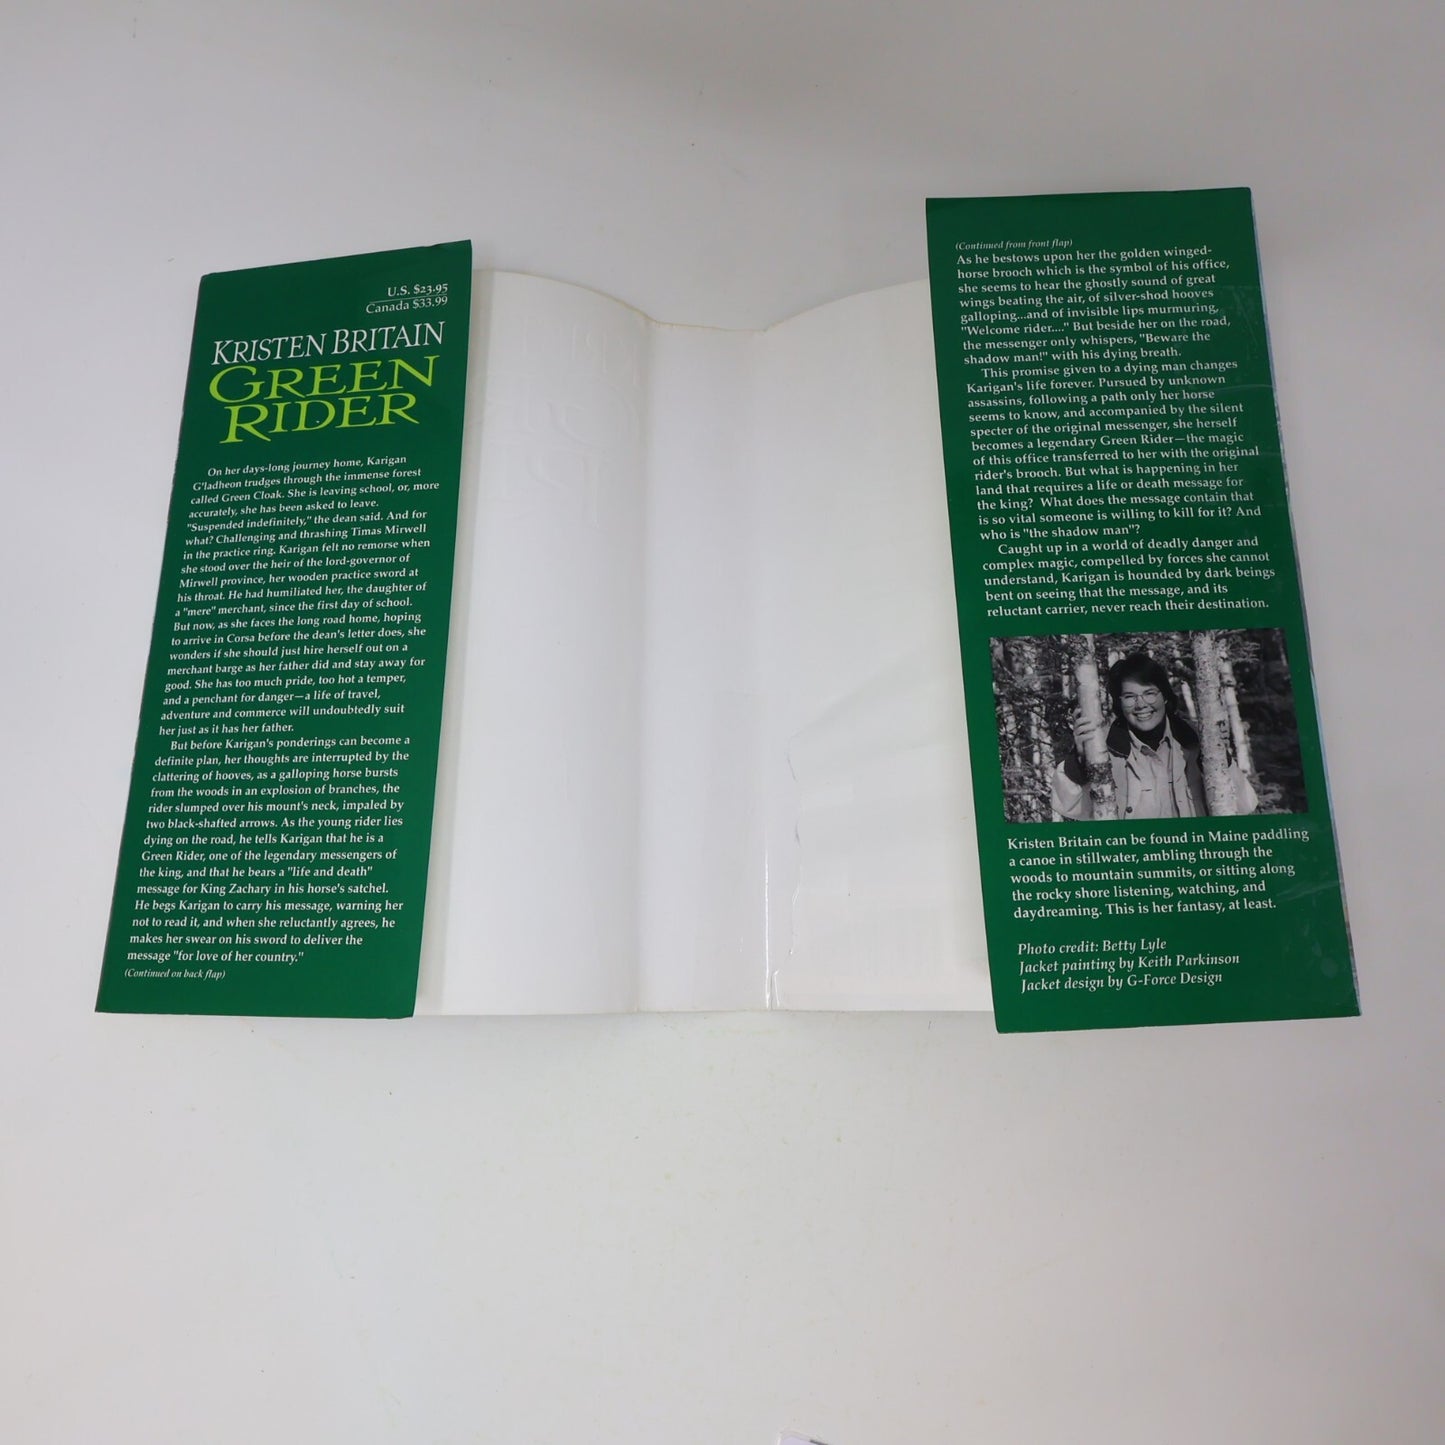 U.S. $23.95
Canada $33.99
KRISTEN BRITAIN
GREEN
RIDER
On her days-long journey home, Karigan
G'ladheon trudges through the immense forest
called Green Cloak. She is leaving school, or, more
accurately, she has been asked to leave.
"Suspended indefinitely," the dean said. And for
what? Challenging and thrashing Timas Mirwell
in the practice ring. Karigan felt no remorse when
she stood over the heir of the lord-governor of
Mirwell province, her wooden practice sword at
his throat. He had humiliated her, the daughter of
a "mere" merchant, since the first day of school.
But now, as she faces the long road home, hoping
to arrive in Corsa before the dean's letter does, she
wonders if she should just hire herself out on a
merchant barge as her father did and stay away for
good. She has too much pride, too hot a temper,
and a penchant for danger—a life of travel,
adventure and commerce will undoubtedly suit
her just as it has her father.
But before Karigan's ponderings can become a
definite plan, her thoughts are interrupted by the
clattering of hooves, as a galloping horse bursts
from the woods in an explosion of branches, the
rider slumped over his mount's neck, impaled by
two black-shafted arrows. As the young rider lies
dying on the road, he tells Karigan that he is a
Green Rider, one of the legendary messengers of
the king, and that he bears a "life and death"
message for King Zachary in his horse's satchel.
He begs Karigan to carry his message, warning her
not to read it, and when she reluctantly agrees, he
makes her swear on his sword to deliver the
message "for love of her country."
(Continued on back flap)
(Continued from front flap)
As he bestows upon her the golden winged-
horse brooch which is the symbol of his office,
she seems to hear the ghostly sound of great
wings beating the air, of silver-shod hooves
galloping...and of invisible lips murmuring,
"Welcome rider...." But beside her on the road,
the messenger only whispers, "Beware the
shadow man!" with his dying breath.
This promise given to a dying man changes
Karigan's life forever. Pursued by unknown
assassins, following a path only her horse
seems to know, and accompanied by the silent
specter of the original messenger, she herself
becomes a legendary Green Rider—the magic
of this office transferred to her with the original
rider's brooch. But what is happening in her
land that requires a life or death message for
the king? What does the message contain that
is so vital someone is willing to kill for it? And
who is "the shadow man"?
Caught up in a world of deadly danger and
complex magic, compelled by forces she cannot
understand, Karigan is hounded by dark beings
bent on seeing that the message, and its
reluctant carrier, never reach their destination.
Kristen Britain can be found in Maine paddling
a canoe in stillwater, ambling through the
woods to mountain summits, or sitting along
the rocky shore listening, watching, and
daydreaming. This is her fantasy, at least.
Photo credit: Betty Lyle
Jacket painting by Keith Parkinson
Jacket design by G-Force Design